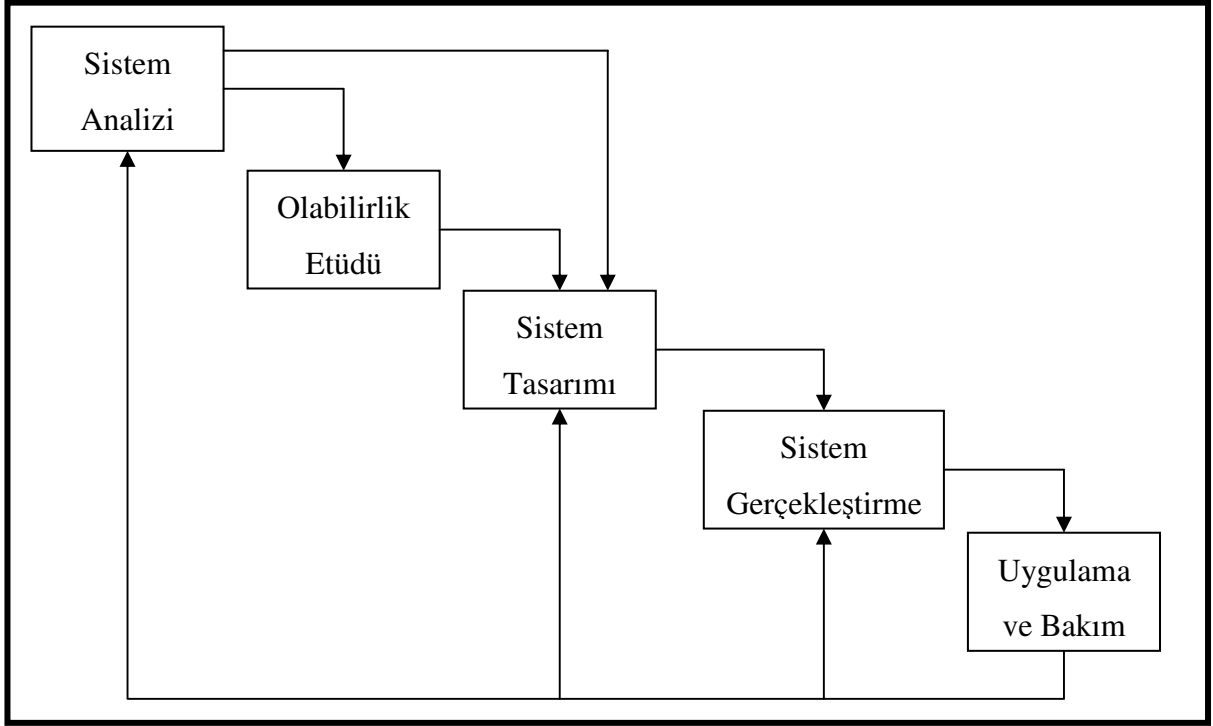 Sistem
Analizi
Olabilirlik
Etüdü
Sistem
Tasarımı
Sistem
Gerçekleştirme
Uygulama
ve Bakım